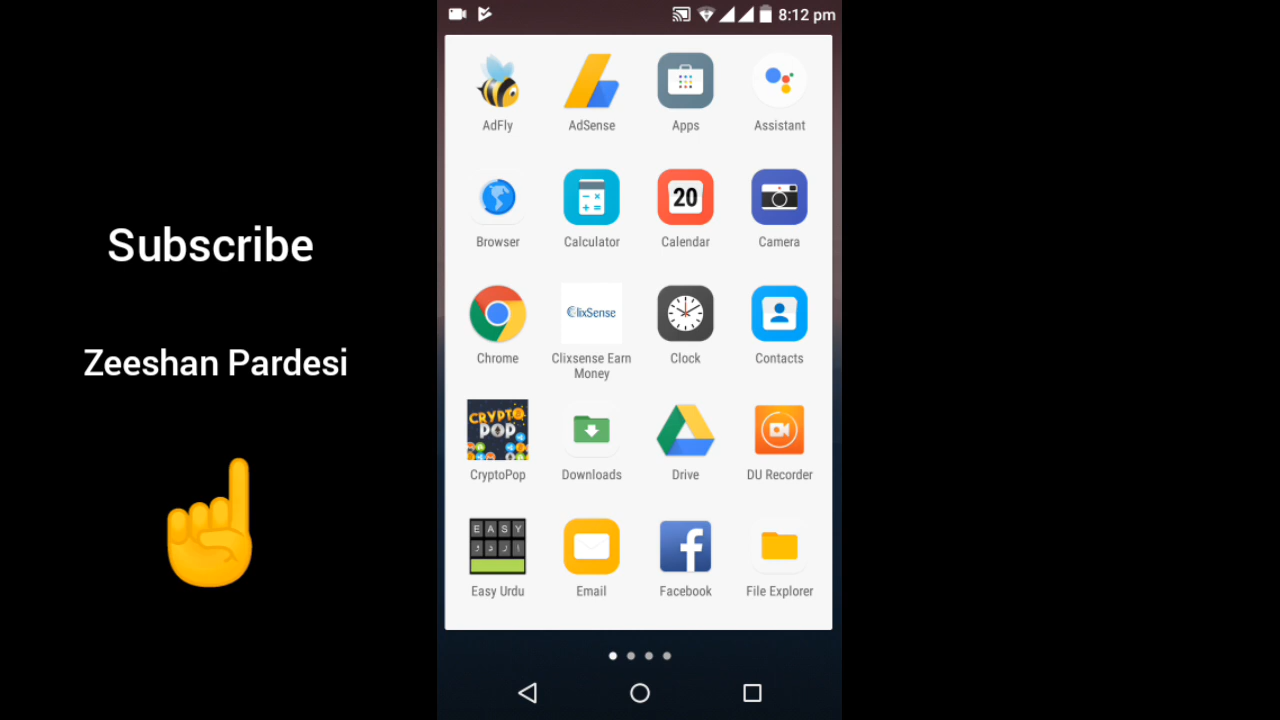 8:12 pm
AdFly
AdSense
Apps
Assistant
20
Browser
Calculator
Calendar
Camera
ClixSense
Chrome
Clixsense Earn
Money
Clock
Contacts
CRYPTO
POP
CryptoPop
Downloads
Drive
DU Recorder
E A S Y
Easy Urdu
Email
Facebook
File Explorer
Subscribe
Zeeshan Pardesi